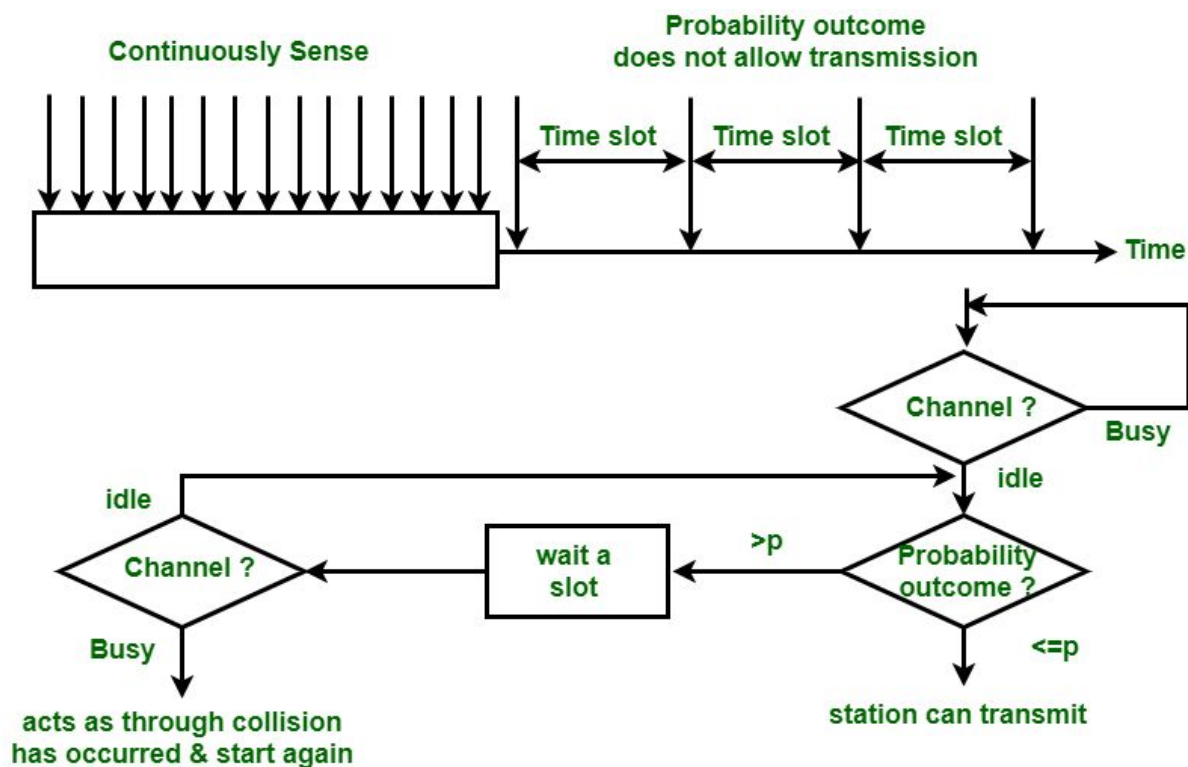 Continuously Sense
Probability outcome
does not allow transmission
Time slot
Time slot
Time slot
Time
Channel ?
Busy
idle
idle
Channel ?
wait a
slot
>p
Probability
outcome ?
Busy
<=p
acts as through collision
has occurred & start again
station can transmit